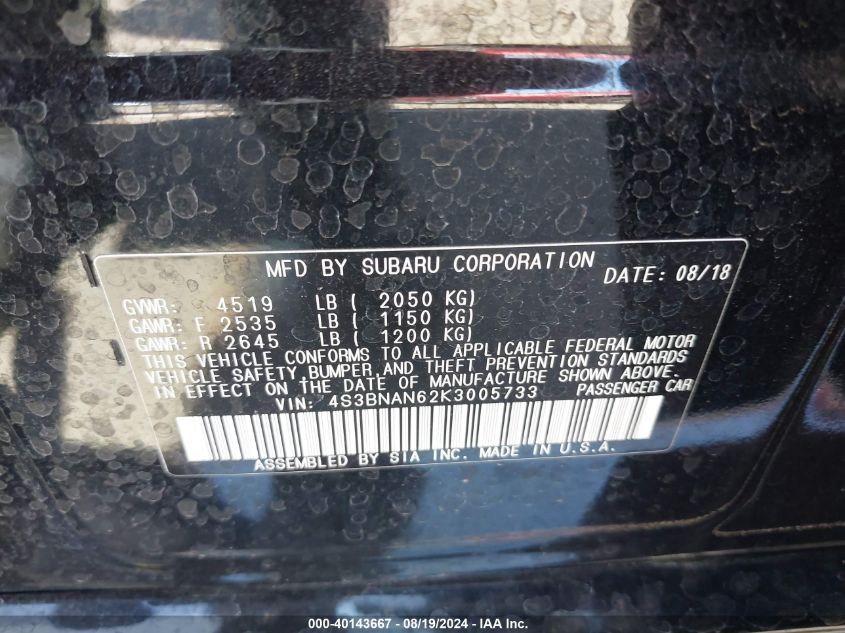 MFD BY SUBARU CORPORATION DATE: 08/18
GVWR: 4519 LB ( 2050 KG)
GAWR: F 2535 LB ( 1150 KG)
GAWR: R 2645 LB ( 1200 KG)
THIS VEHICLE CONFORMS TO ALL APPLICABLE FEDERAL MOTOR
VEHICLE SAFETY, BUMPER, AND THEFT PREVENTION STANDARDS
IN EFFECT ON THE DATE OF MANUFACTURE SHOWN ABOVE.
VIN: 4S3BNAN62K3005733 PASSENGER CAR
ASSEMBLED BY SIA INC. MADE IN U.S.A.
000-40143667 - 08/19/2024 - IAA Inc.